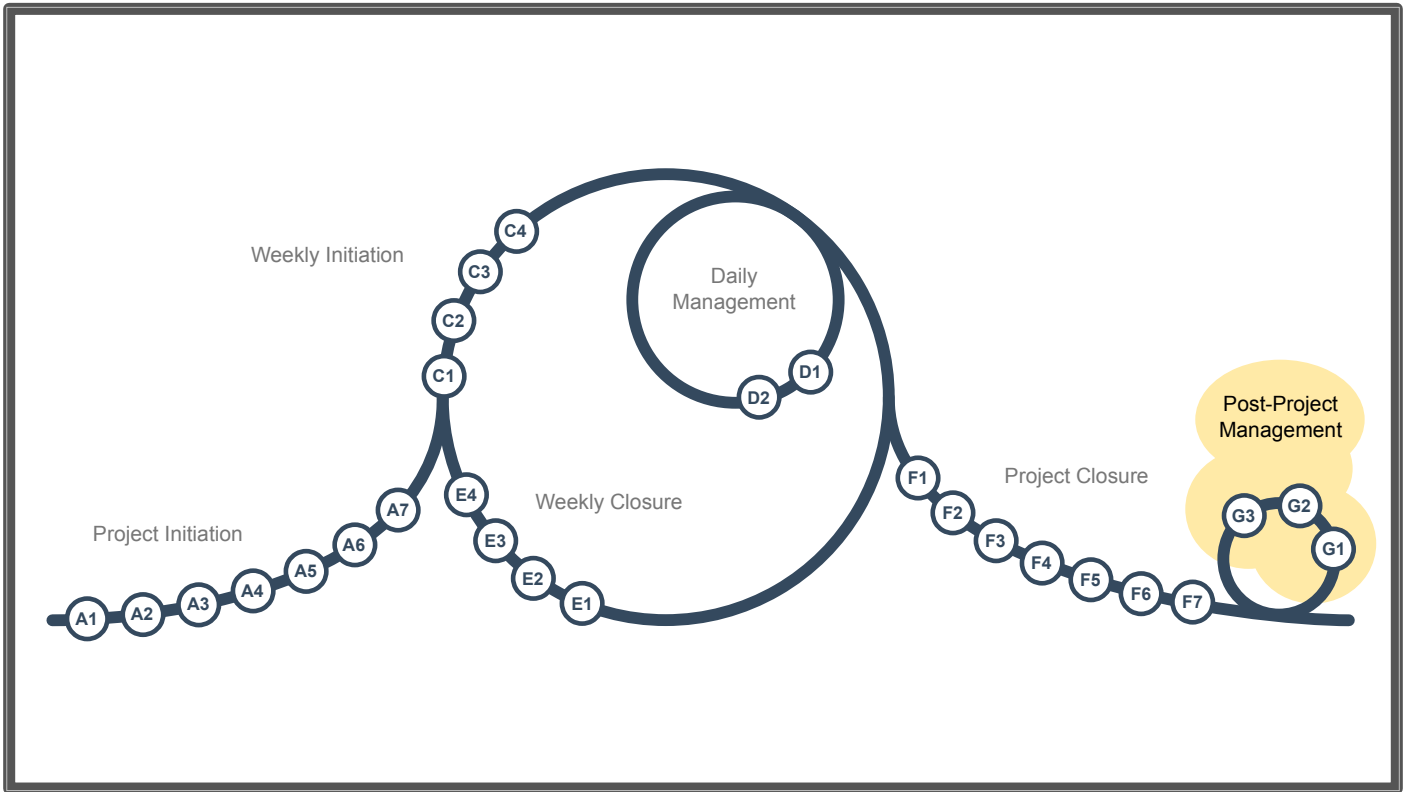 Project Initiation
A1
A2
A3
A4
A5
A6
A7
Weekly Initiation
C1
C2
C3
C4
Daily
Management
D1
D2
Weekly Closure
E1
E2
E3
E4
Project Closure
F1
F2
F3
F4
F5
F6
F7
Post-Project
Management
G1
G2
G3